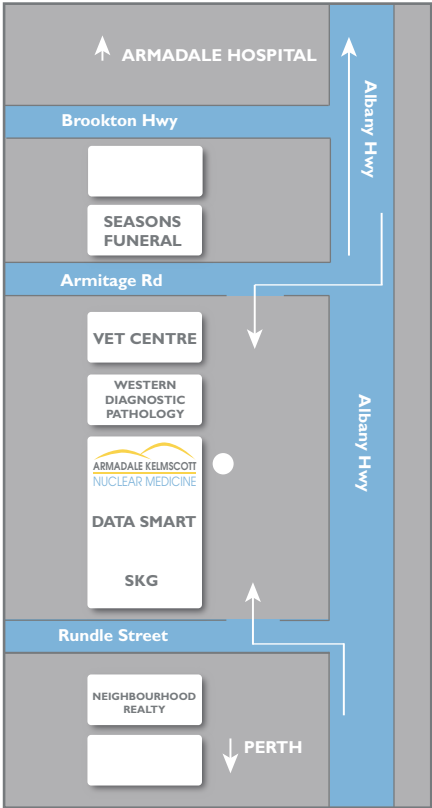 ARMADALE HOSPITAL
Brookton Hwy
Albany Hwy
SEASONS
FUNERAL
Armitage Rd
VET CENTRE
WESTERN
DIAGNOSTIC
PATHOLOGY
Albany Hwy
ARMADALE KELMSCOTT
NUCLEAR MEDICINE
DATA SMART
SKG
Rundle Street
NEIGHBOURHOOD
REALTY
PERTH